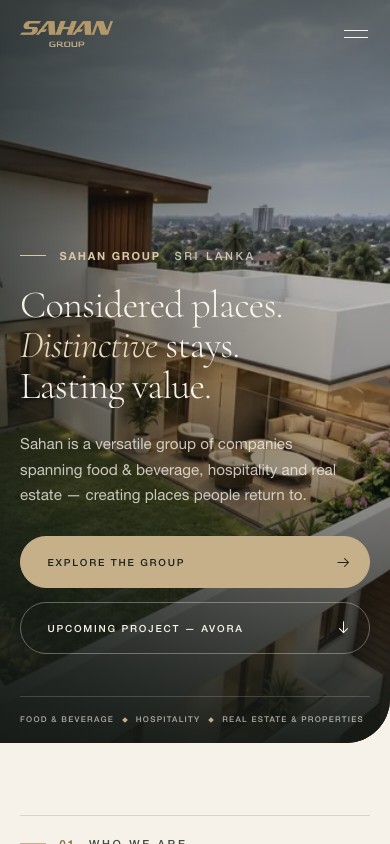 SAHAN
GROUP
SAHAN GROUP SRI LANKA
Considered places.
Distinctive stays.
Lasting value.
Sahan is a versatile group of companies
spanning food & beverage, hospitality and real
estate — creating places people return to.
EXPLORE THE GROUP →
UPCOMING PROJECT — AVORA ↓
FOOD & BEVERAGE ◆ HOSPITALITY ◆ REAL ESTATE & PROPERTIES
01 WHO WE ARE